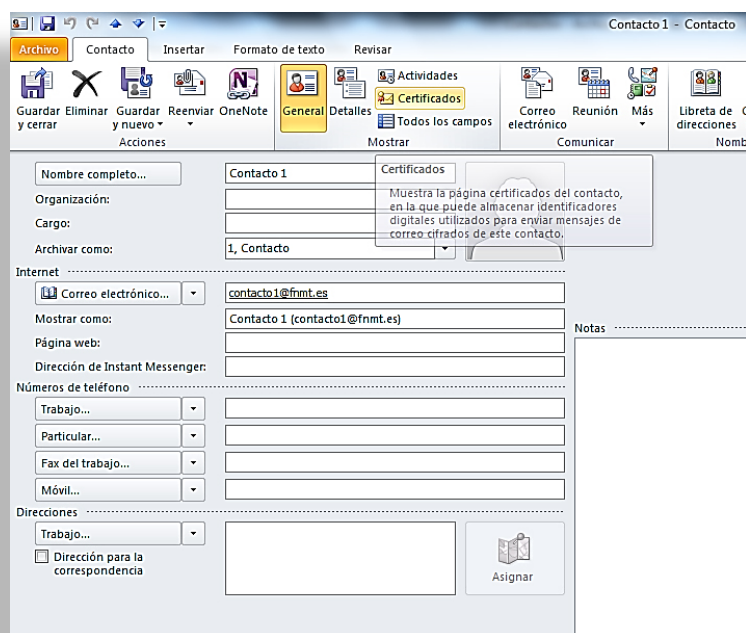 Contacto 1 - Contacto
Archivo Contacto Insertar Formato de texto Revisar
Guardar y cerrar
Eliminar
Guardar y nuevo
Reenviar
OneNote
Acciones
General
Detalles
Actividades
Certificados
Todos los campos
Mostrar
Correo electrónico
Reunión
Más
Comunicar
Libreta de direcciones
Certificados
Muestra la página certificados del contacto,
en la que puede almacenar identificadores
digitales utilizados para enviar mensajes de
correo cifrados de este contacto.
Nombre completo... Contacto 1
Organización:
Cargo:
Archivar como: 1, Contacto
Internet
Correo electrónico... contacto1@fnmt.es
Mostrar como: Contacto 1 (contacto1@fnmt.es)
Página web:
Dirección de Instant Messenger:
Notas
Números de teléfono
Trabajo...
Particular...
Fax del trabajo...
Móvil...
Direcciones
Trabajo...
Dirección para la
correspondencia
Asignar